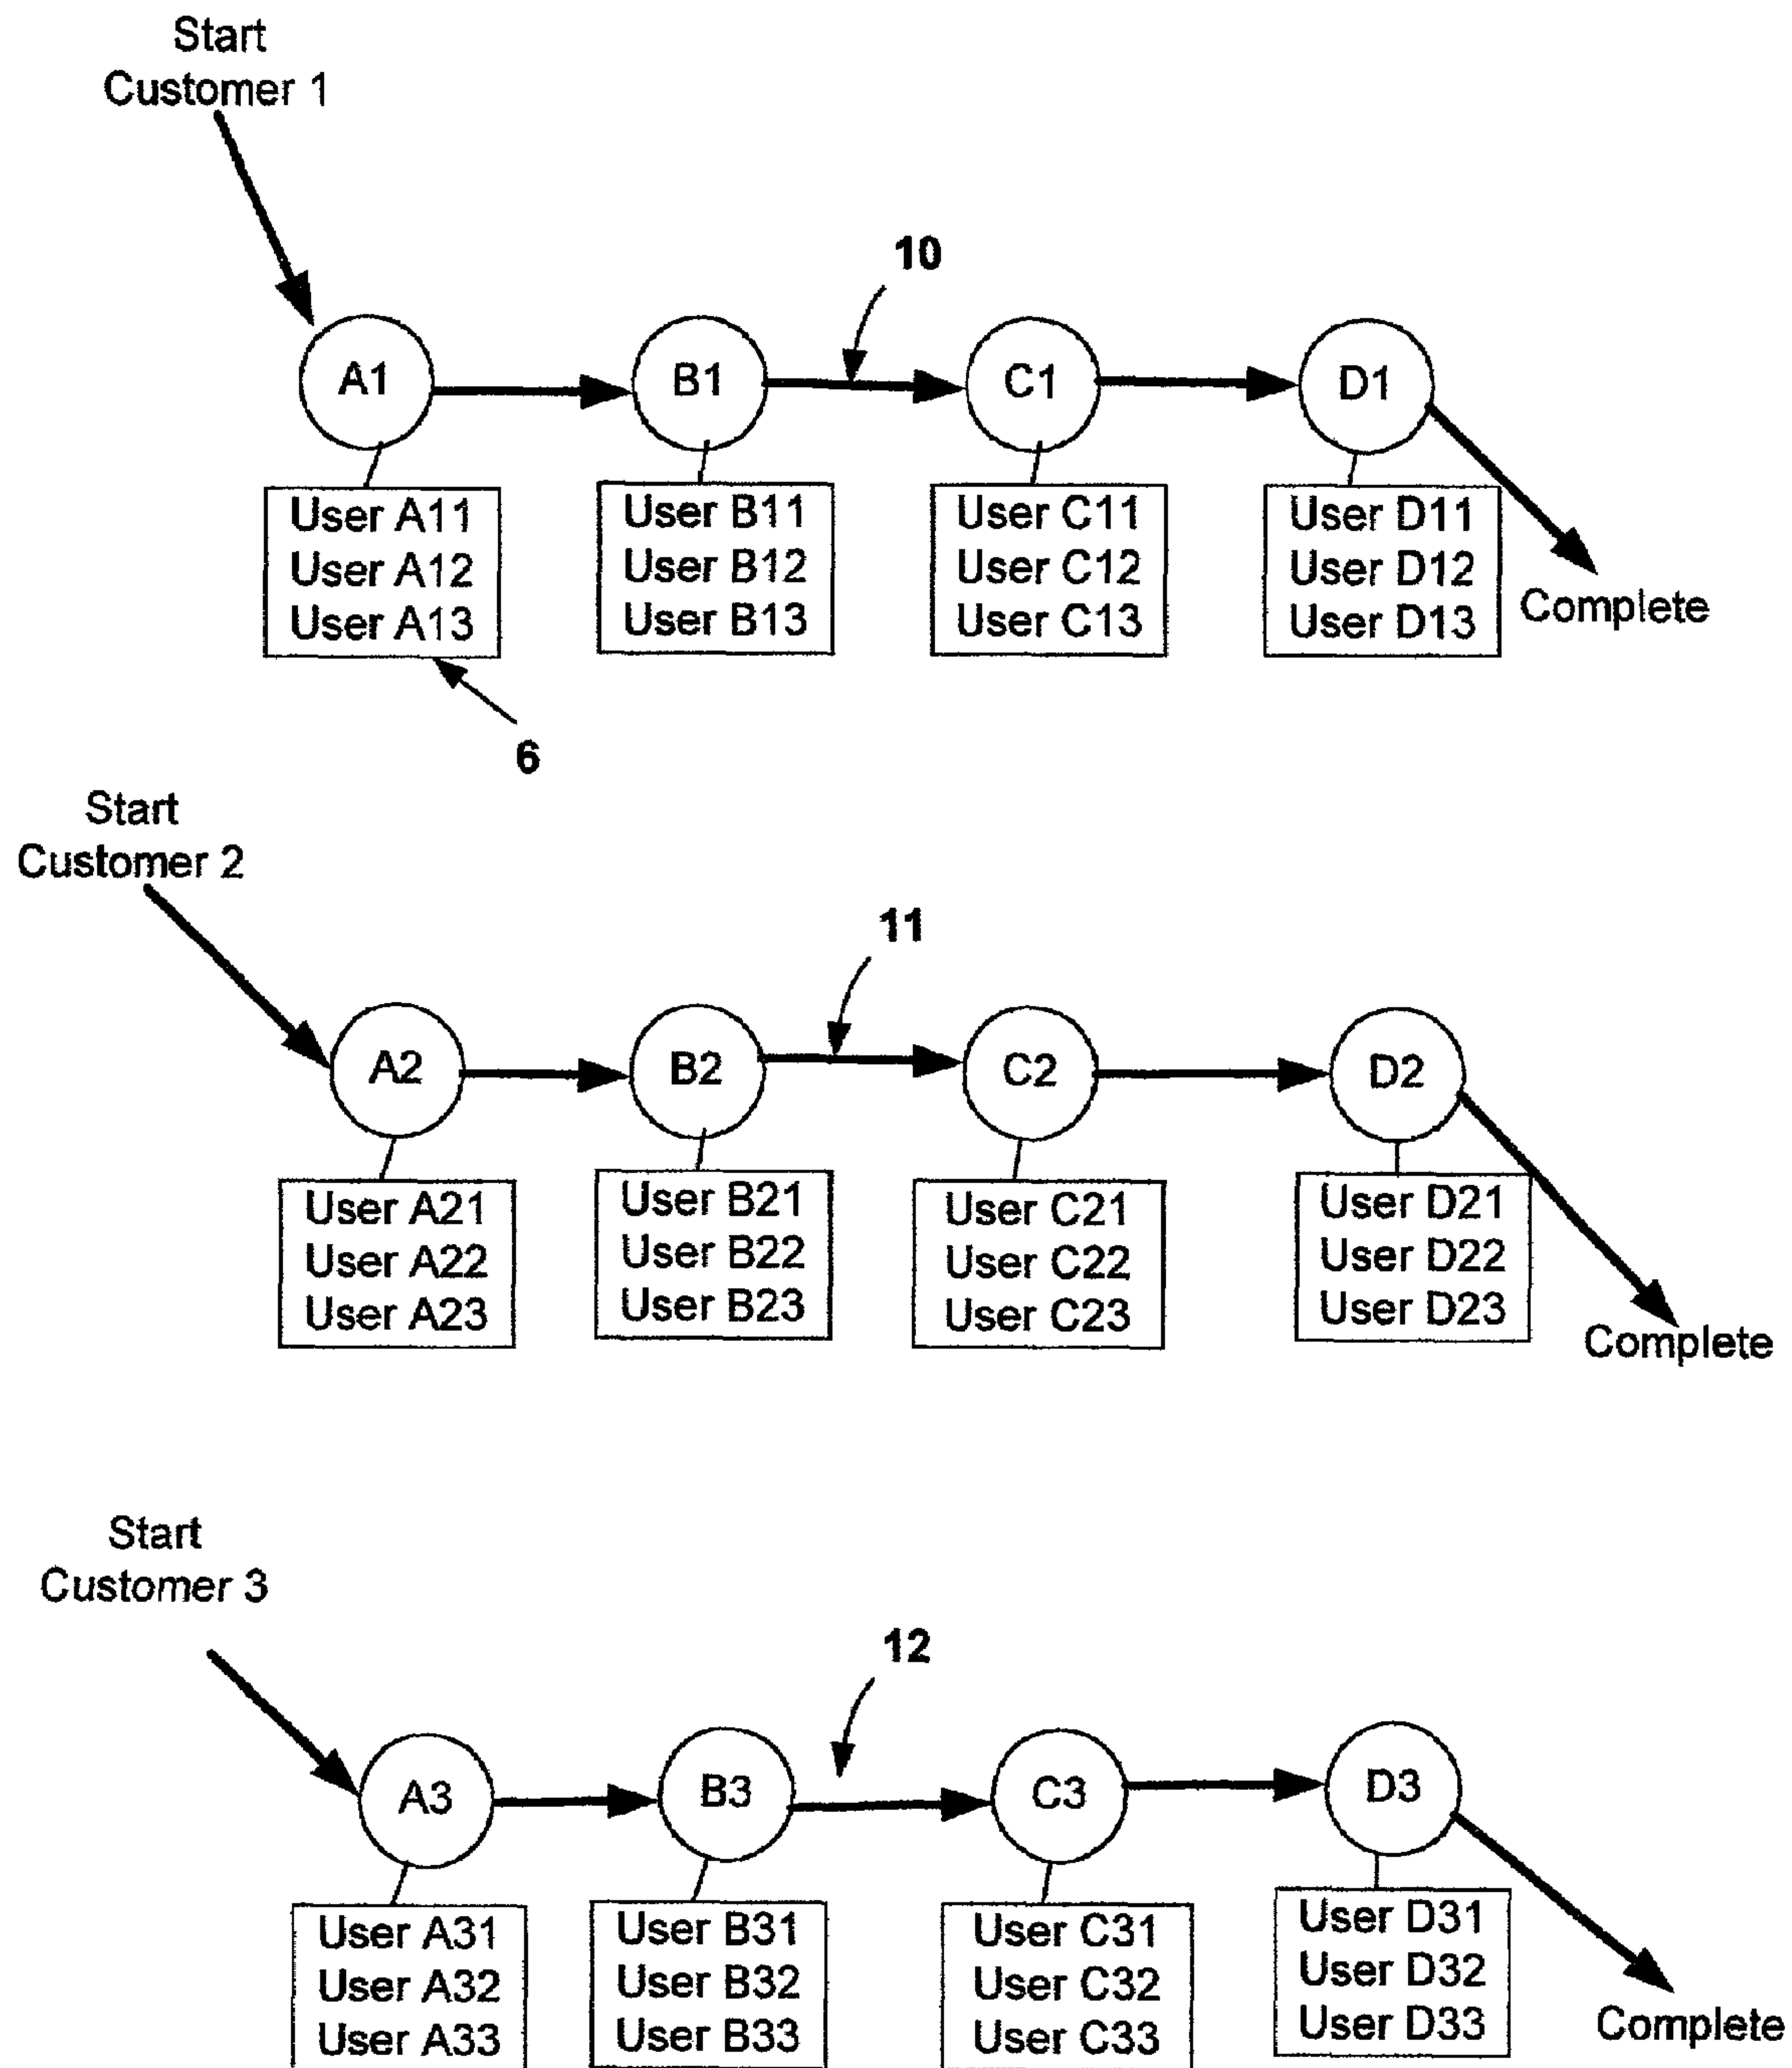 Start
Customer 1
10
A1
B1
C1
D1
User A11
User A12
User A13
User B11
User B12
User B13
User C11
User C12
User C13
User D11
User D12
User D13
Complete
6
Start
Customer 2
11
A2
B2
C2
D2
User A21
User A22
User A23
User B21
User B22
User B23
User C21
User C22
User C23
User D21
User D22
User D23
Complete
Start
Customer 3
12
A3
B3
C3
D3
User A31
User A32
User A33
User B31
User B32
User B33
User C31
User C32
User C33
User D31
User D32
User D33
Complete